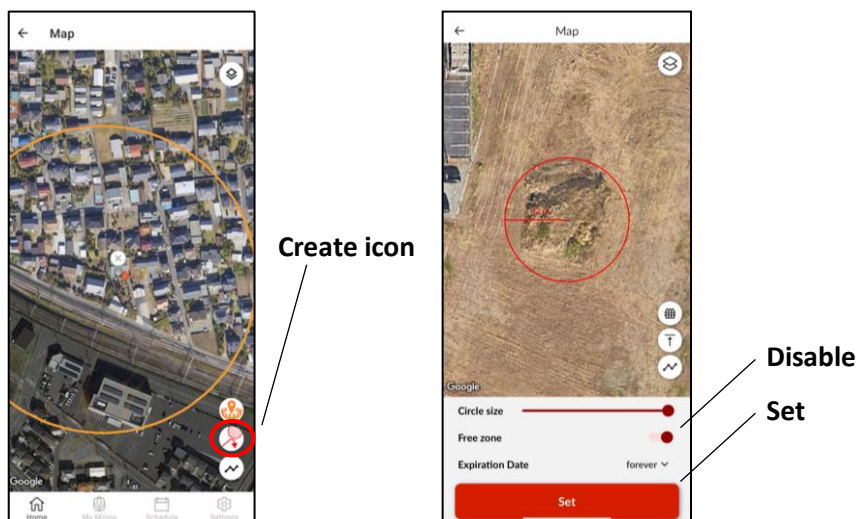 ← Map
Create icon
Google
Home
My Miimo
Schedule
Settings
← Map
Google
Circle size
Free zone
Expiration Date forever
Set
Disable
Set